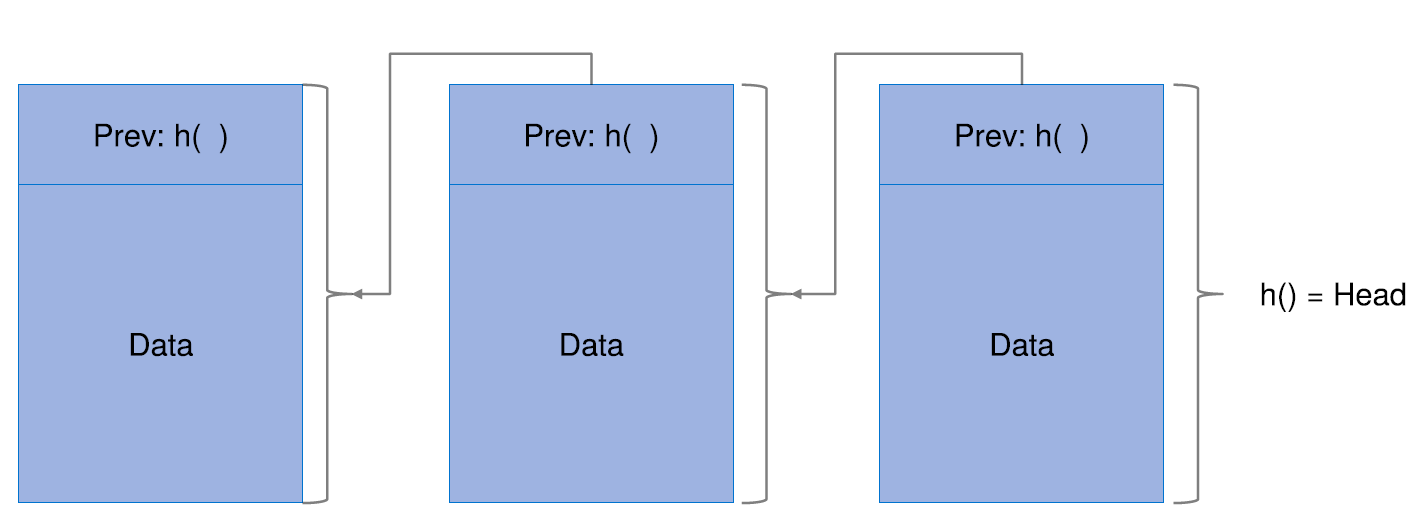 Prev: h(  )
Prev: h(  )
Prev: h(  )
Data
Data
Data
h() = Head